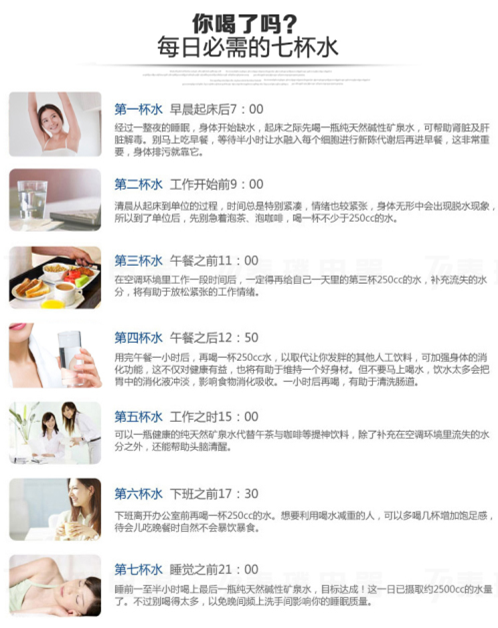 你喝了吗?
每日必需的七杯水
第一杯水 早晨起床后7：00
经过一整夜的睡眠，身体开始缺水，起床之际先喝一瓶纯天然碱性矿泉水，可帮助肾脏及肝
脏解毒。别马上吃早餐，等待半小时让水融入每个细胞进行新陈代谢后再进早餐，这非常重
要，身体排污就靠它。
第二杯水 工作开始前9：00
清晨从起床到单位的过程，时间总是特别紧凑，情绪也较紧张，身体无形中会出现脱水现象，
所以到了单位后，先别急着泡茶、泡咖啡，喝一杯不少于250cc的水。
第三杯水 午餐之前11：00
在空调环境里工作一段时间后，一定得再给自己一天里的第三杯250cc的水，补充流失的水
分，将有助于放松紧张的工作情绪。
第四杯水 午餐之后12：50
用完午餐一小时后，再喝一杯250cc水，以取代让你发胖的其他人工饮料，可加强身体的消
化功能，这不仅对健康有益，也将有助于维持一个好身材。但不要马上喝水，饮水太多会把
胃中的消化液冲淡，影响食物消化吸收。一小时后再喝，有助于清洗肠道。
第五杯水 工作之时15：00
可以一瓶健康的纯天然矿泉水代替午茶与咖啡等提神饮料，除了补充在空调环境里流失的水
分之外，还能帮助头脑清醒。
第六杯水 下班之前17：30
下班离开办公室前再喝一杯250cc的水。想要利用喝水减重的人，可以多喝几杯增加饱足感，
待会儿吃晚餐时自然不会暴饮暴食。
第七杯水 睡觉之前21：00
睡前一至半小时喝上最后一瓶纯天然碱性矿泉水，目标达成！这一日已摄取约2500cc的水量
了。不过别喝得太多，以免晚间频上洗手间影响你的睡眠质量。